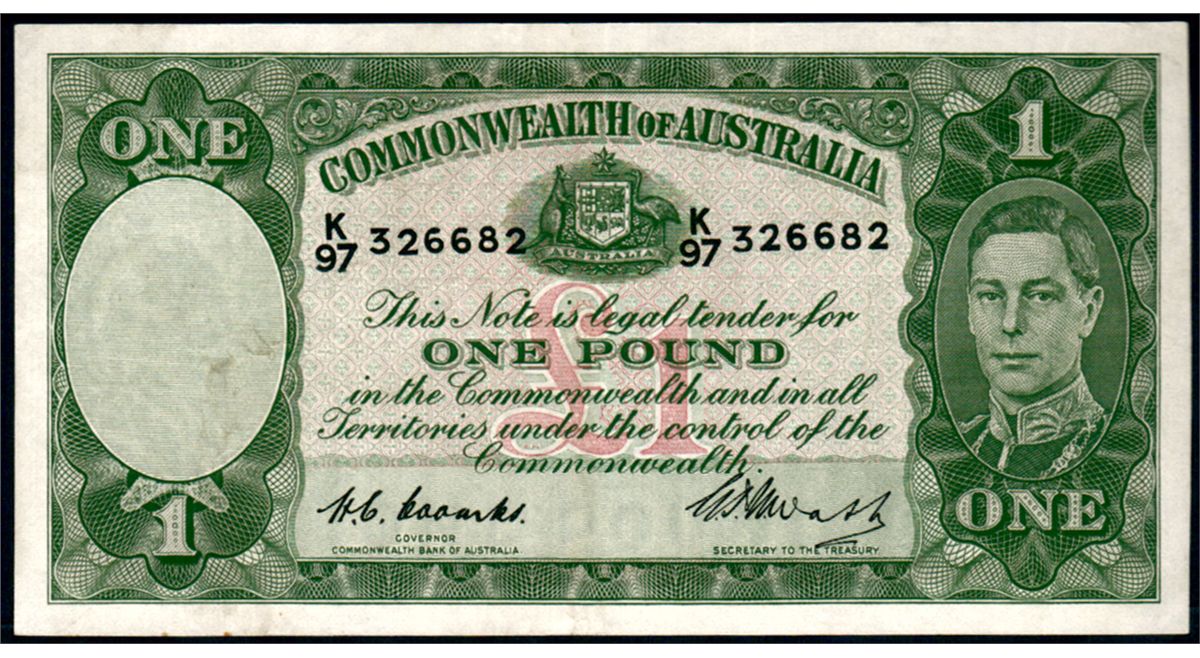 ONE
1
COMMONWEALTH OF AUSTRALIA
K/97 326682
K/97 326682
AUSTRALIA
This Note is legal tender for
£1
ONE POUND
in the Commonwealth and in all
Territories under the control of the
Commonwealth.
H.C. Coombs.
GOVERNOR
COMMONWEALTH BANK OF AUSTRALIA
SECRETARY TO THE TREASURY
1
ONE